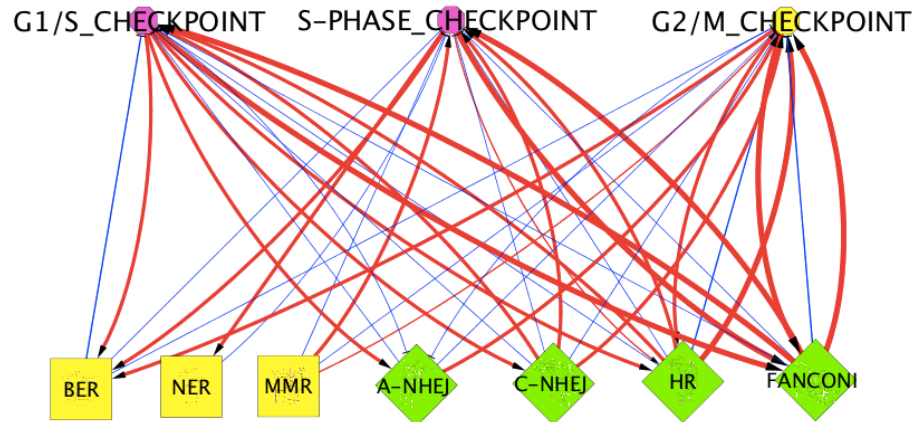 G1/S_CHECKPOINT S-PHASE_CHECKPOINT G2/M_CHECKPOINT
BER NER MMR A-NHEJ C-NHEJ HR FANCONI